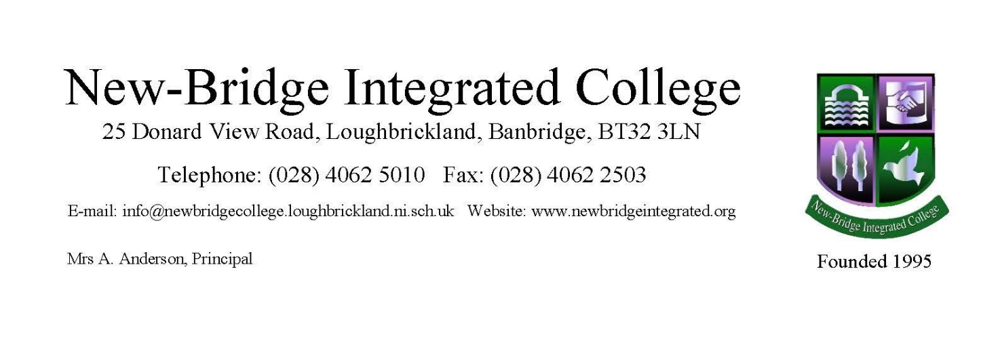 New-Bridge Integrated College
25 Donard View Road, Loughbrickland, Banbridge, BT32 3LN
Telephone: (028) 4062 5010   Fax: (028) 4062 2503
E-mail: info@newbridgecollege.loughbrickland.ni.sch.uk   Website: www.newbridgeintegrated.org
Mrs A. Anderson, Principal
New-Bridge Integrated College
Founded 1995